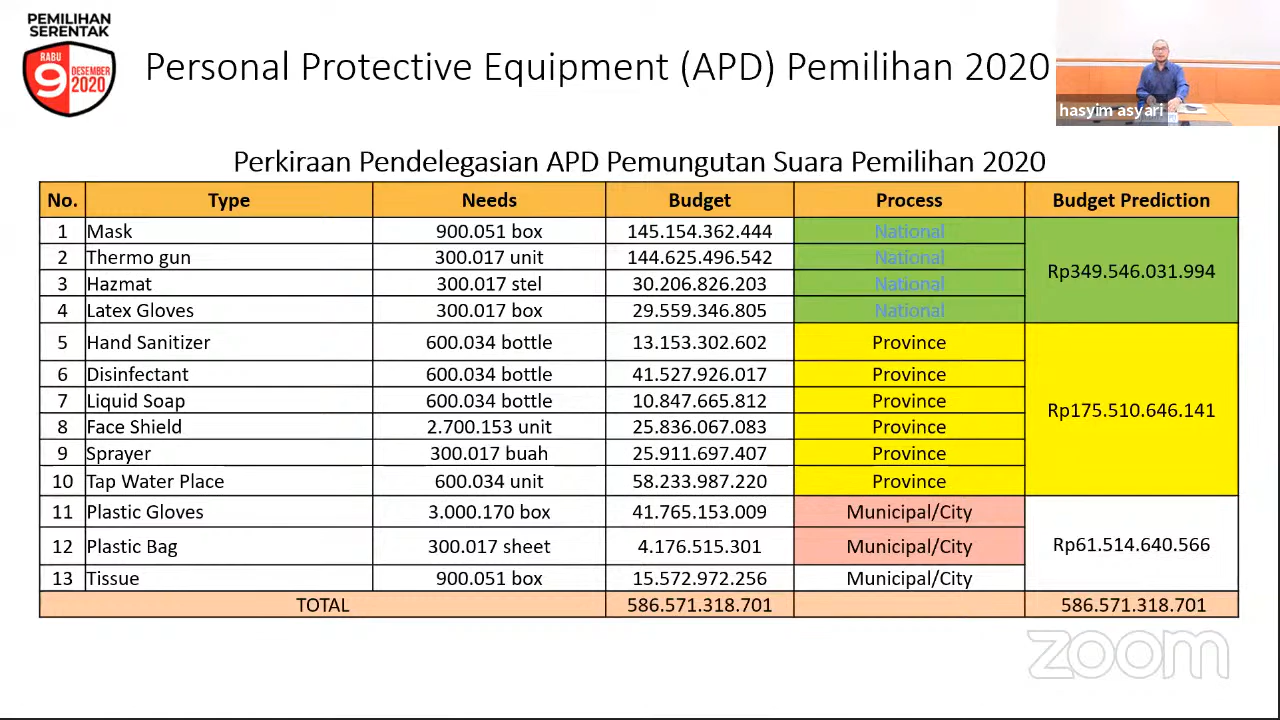 PEMILIHAN
SERENTAK
RABU
9 DESEMBER
2020
Personal Protective Equipment (APD) Pemilihan 2020
hasyim asyari
Perkiraan Pendelegasian APD Pemungutan Suara Pemilihan 2020
No. Type Needs Budget Process Budget Prediction
1 Mask 900.051 box 145.154.362.444 National
2 Thermo gun 300.017 unit 144.625.496.542 National
Rp349.546.031.994
3 Hazmat 300.017 stel 30.206.826.203 National
4 Latex Gloves 300.017 box 29.559.346.805 National
5 Hand Sanitizer 600.034 bottle 13.153.302.602 Province
6 Disinfectant 600.034 bottle 41.527.926.017 Province
7 Liquid Soap 600.034 bottle 10.847.665.812 Province
Rp175.510.646.141
8 Face Shield 2.700.153 unit 25.836.067.083 Province
9 Sprayer 300.017 buah 25.911.697.407 Province
10 Tap Water Place 600.034 unit 58.233.987.220 Province
11 Plastic Gloves 3.000.170 box 41.765.153.009 Municipal/City
12 Plastic Bag 300.017 sheet 4.176.515.301 Municipal/City Rp61.514.640.566
13 Tissue 900.051 box 15.572.972.256 Municipal/City
TOTAL 586.571.318.701 586.571.318.701
zoom